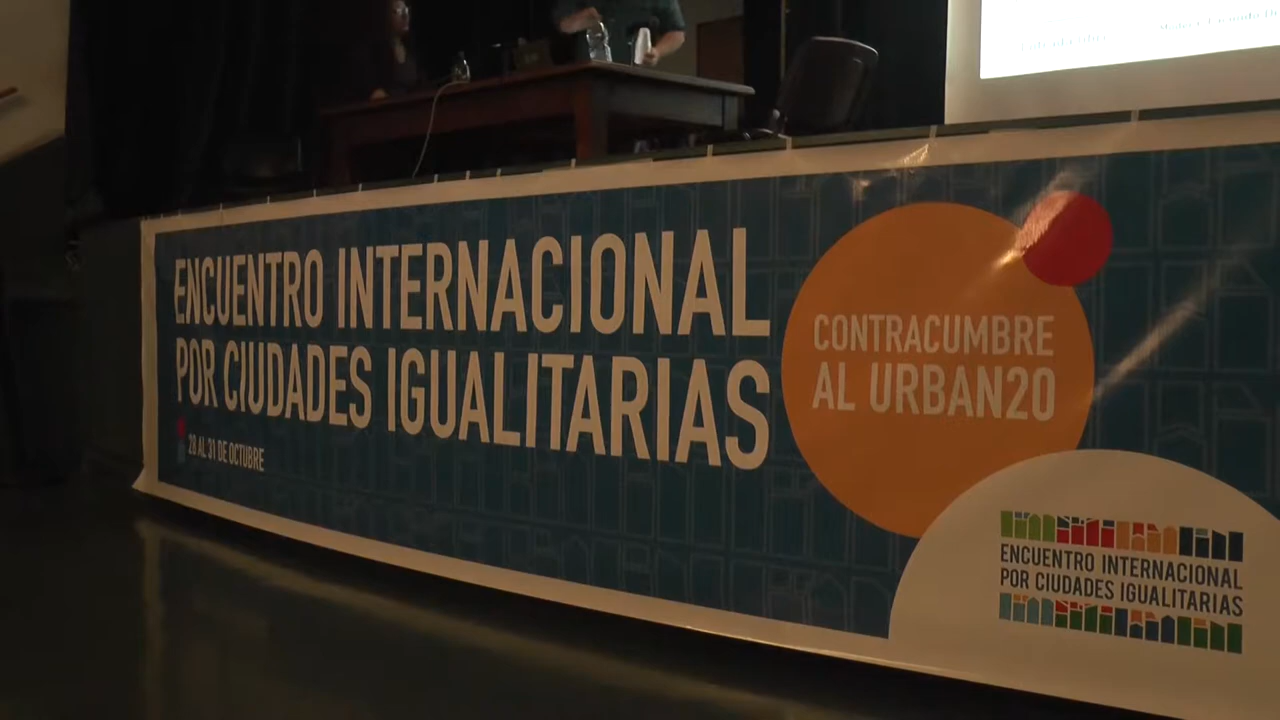 ENCUENTRO INTERNACIONAL
POR CIUDADES IGUALITARIAS
28 AL 31 DE OCTUBRE
CONTRACUMBRE
AL URBAN20
ENCUENTRO INTERNACIONAL
POR CIUDADES IGUALITARIAS